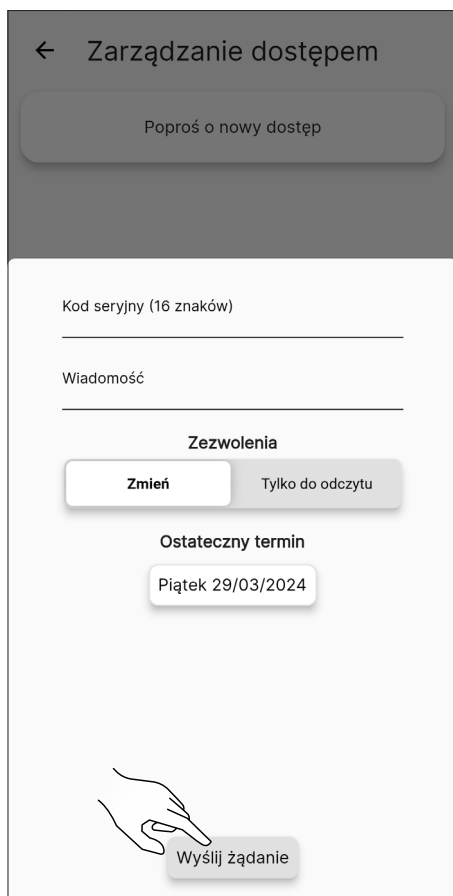 Zarządzanie dostępem
Poproś o nowy dostęp
Kod seryjny (16 znaków)
Wiadomość
Zezwolenia
Zmień Tylko do odczytu
Ostateczny termin
Piątek 29/03/2024
Wyślij żądanie